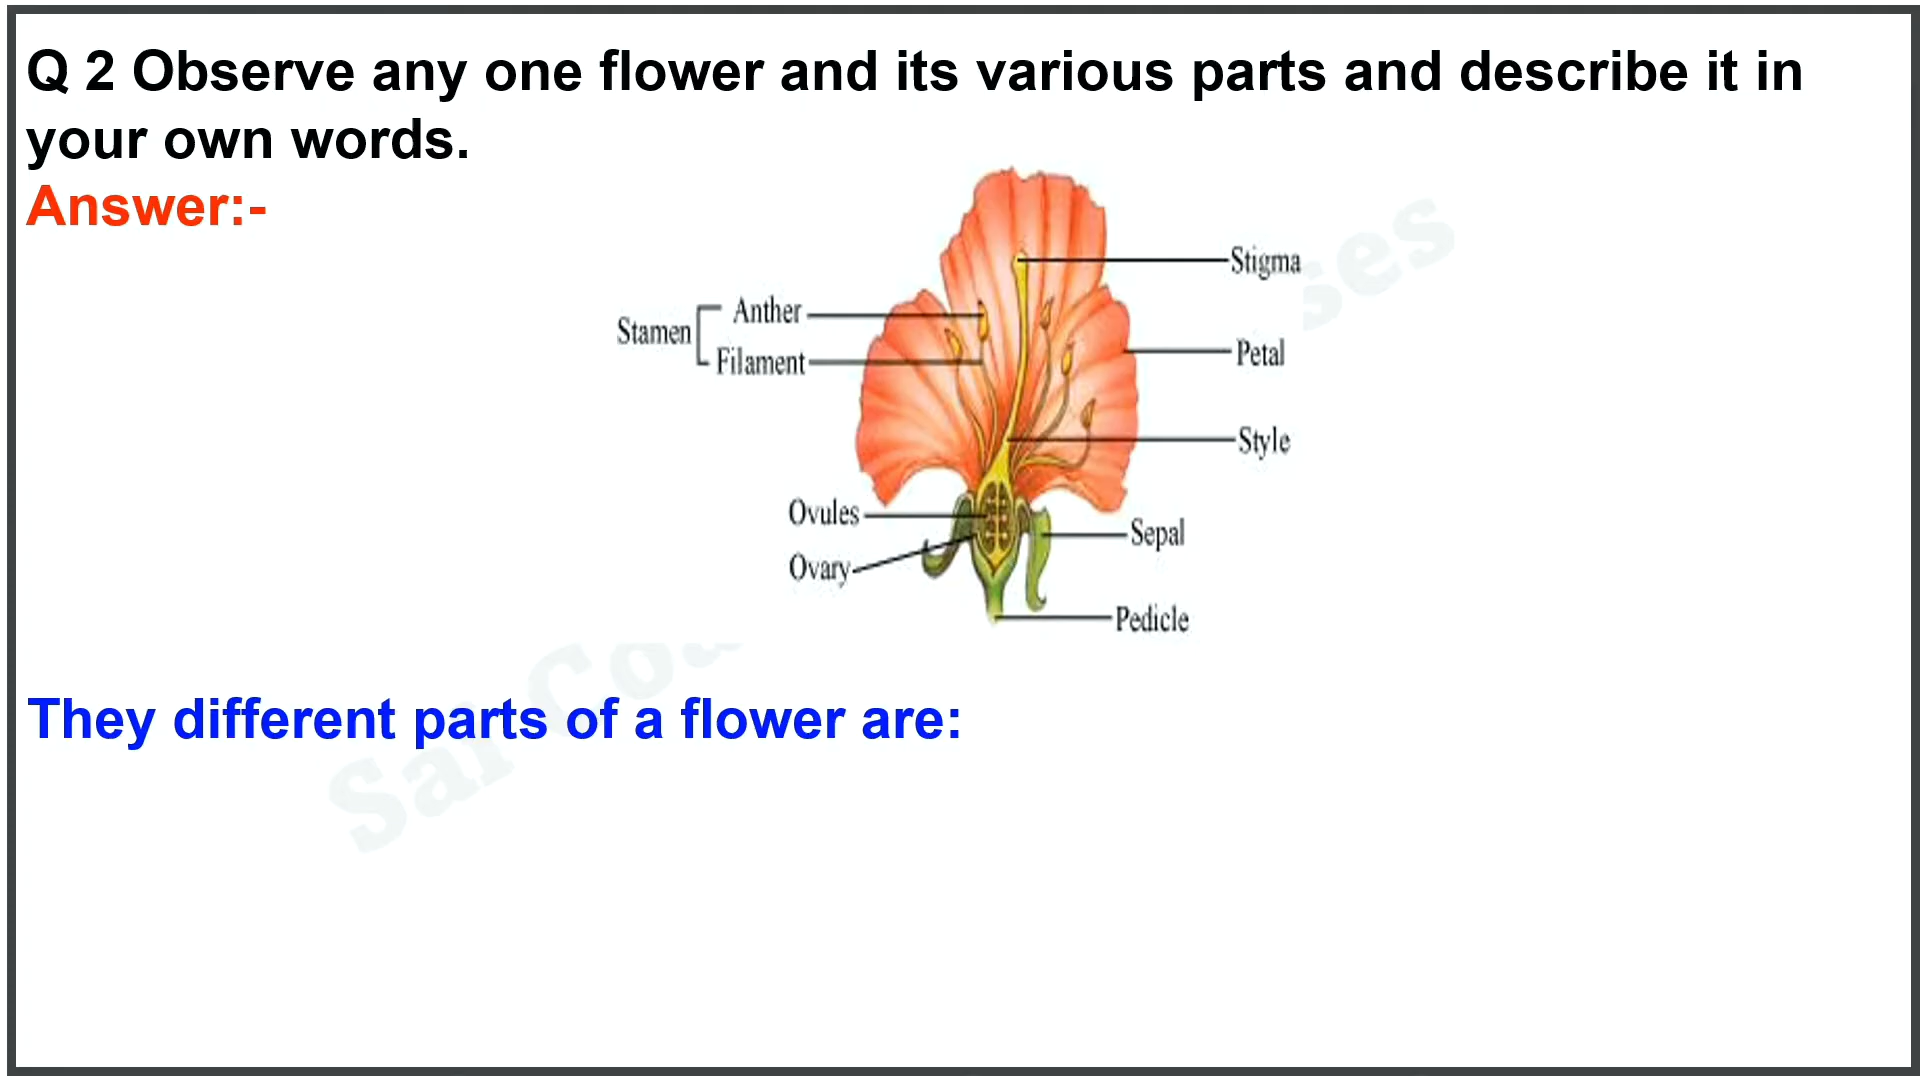 Q 2 Observe any one flower and its various parts and describe it in
your own words.
Answer:-
Stigma
Anther
Stamen
Filament
Petal
Style
Ovules
Sepal
Ovary
Pedicle
They different parts of a flower are: